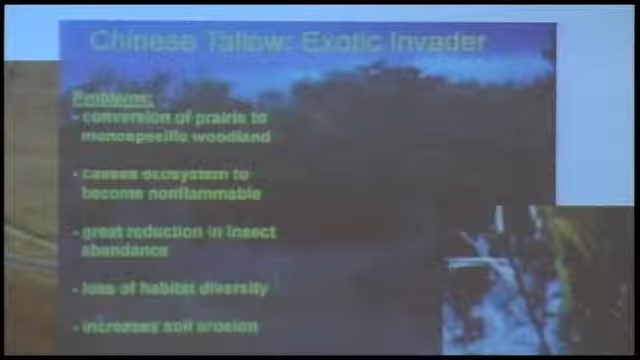 Chinese Tallow: Exotic Invader
Problems:
- conversion of prairie to
monospecific woodland
- causes ecosystem to
become nonflammable
- great reduction in insect
abundance
- loss of habitat diversity
- increases soil erosion